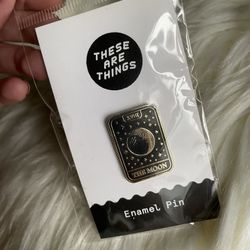 THESE
ARE
THINGS
XVIII
THE MOON
Enamel Pin